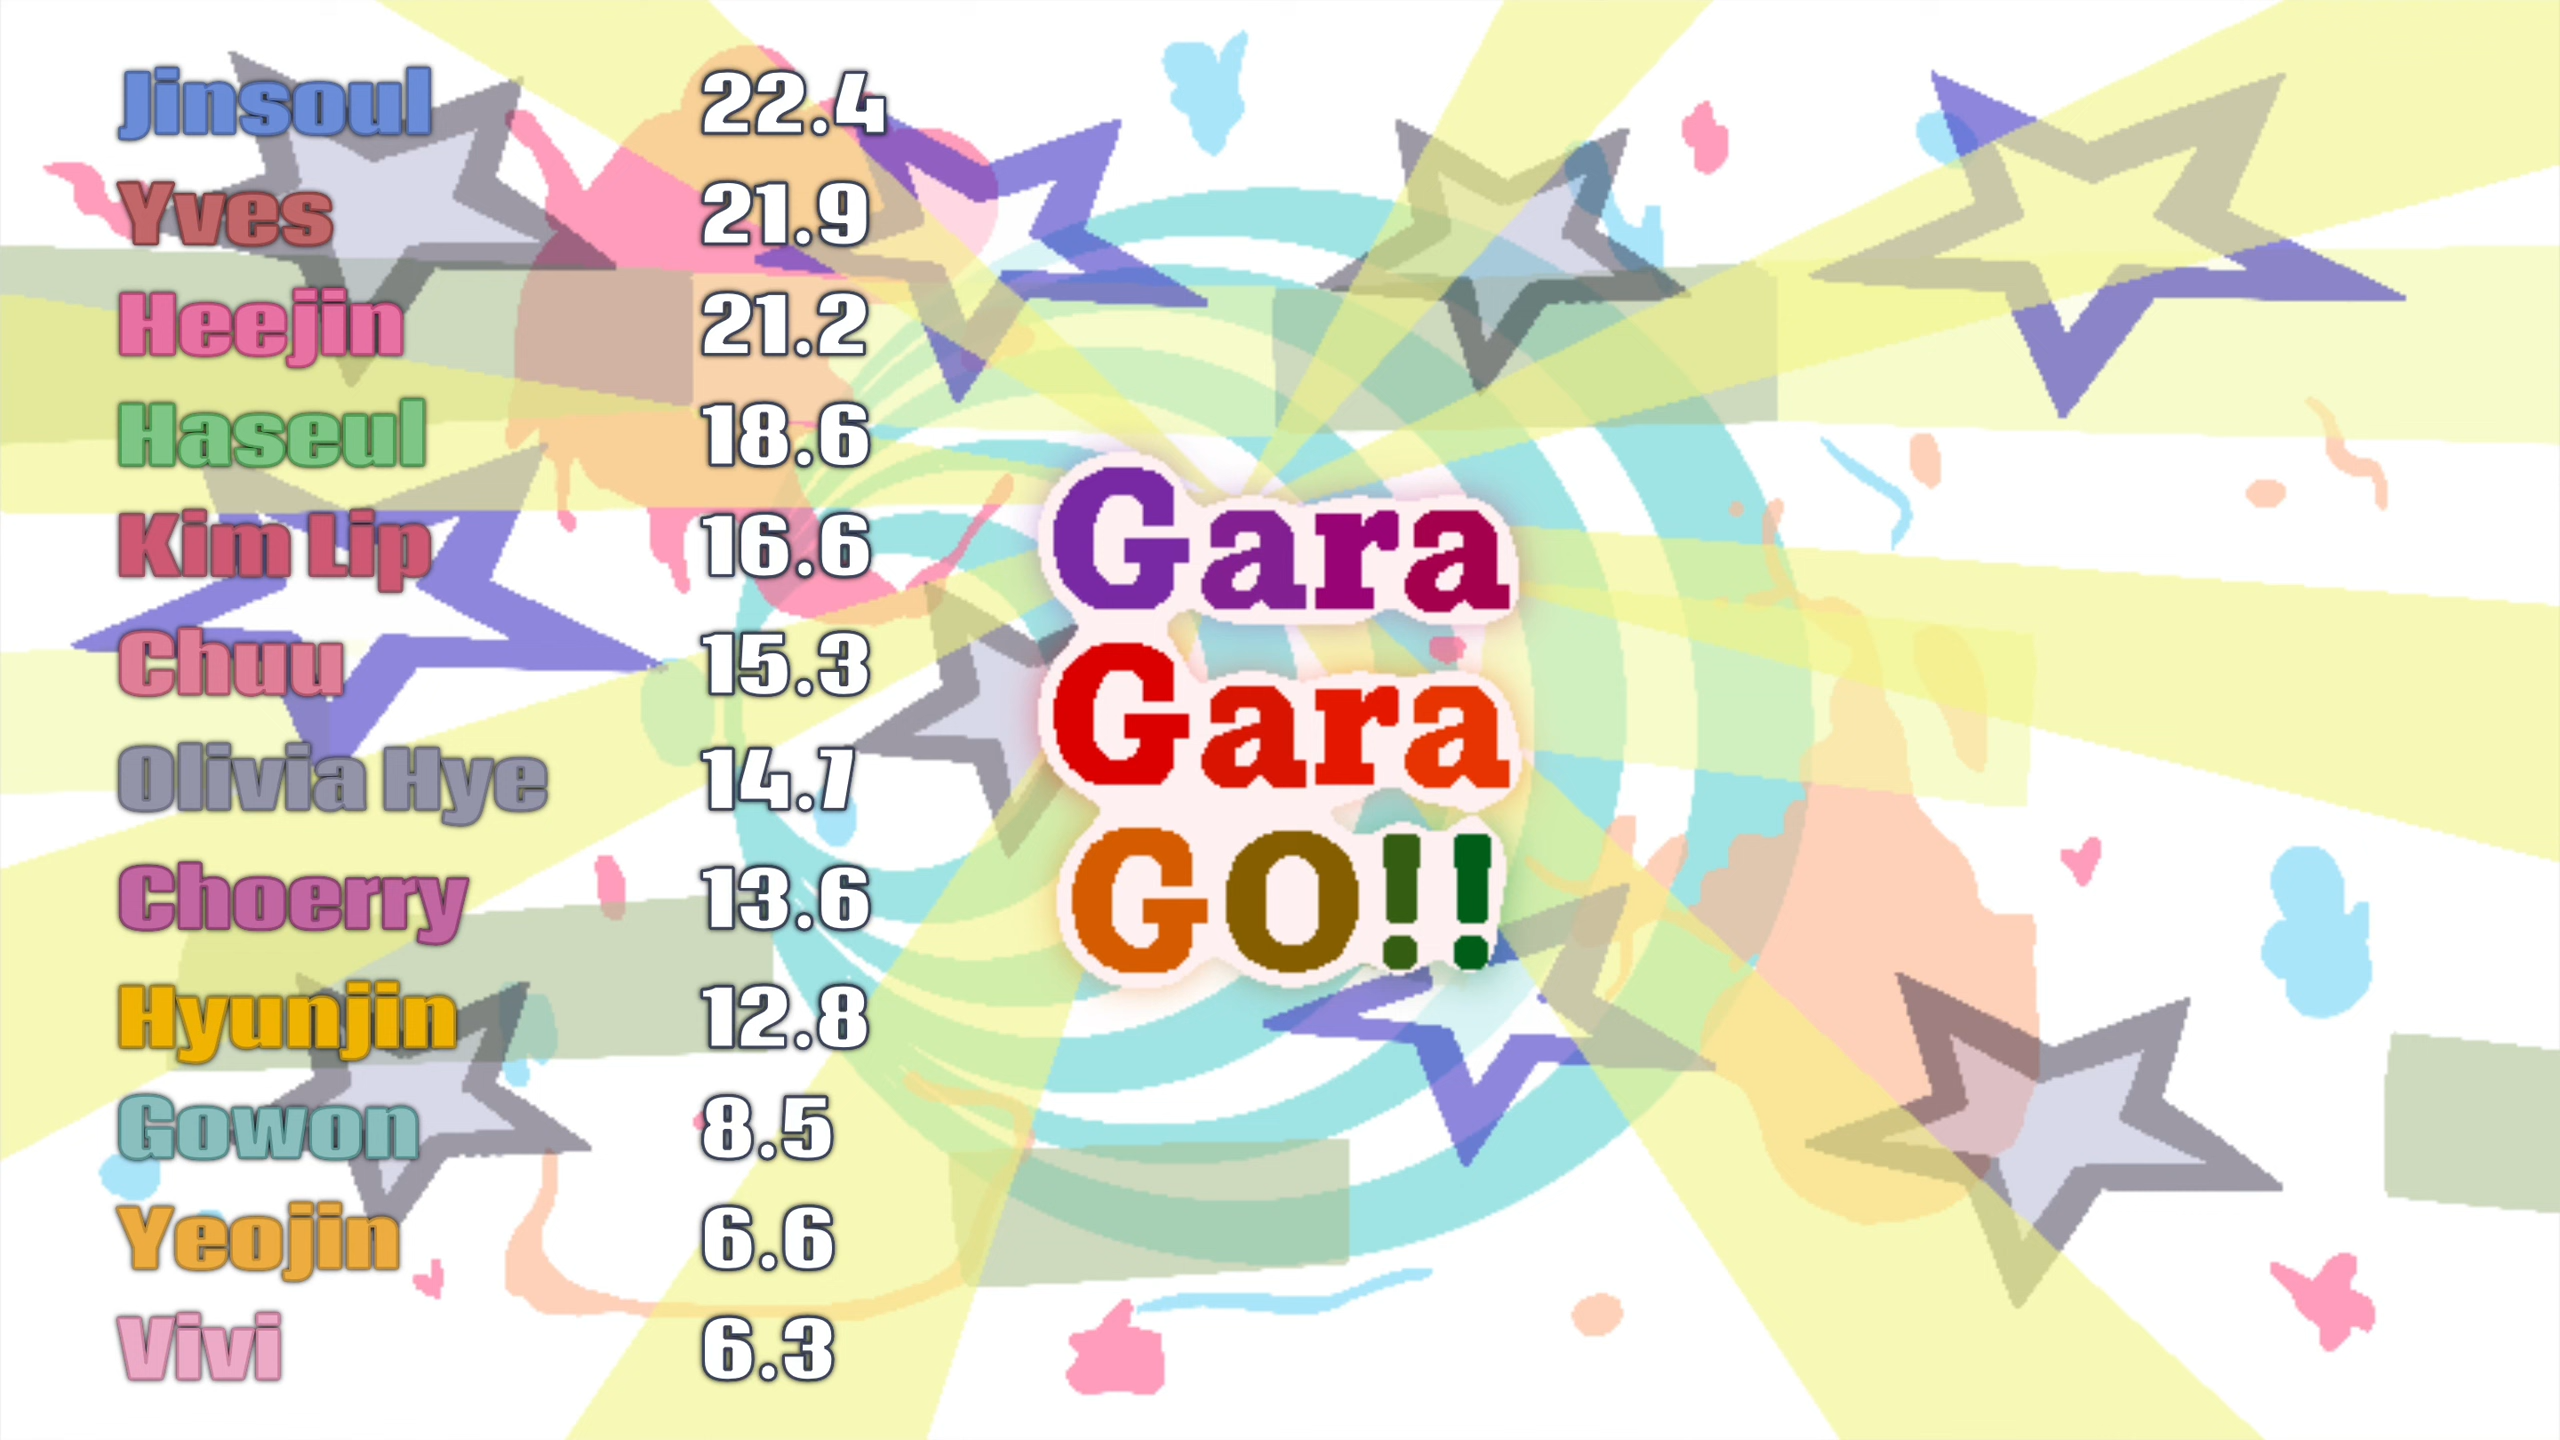 Jinsoul 22.4
Yves 21.9
Heejin 21.2
Haseul 18.6
Kim Lip 16.6
Chuu 15.3
Olivia Hye 14.7
Choerry 13.6
Hyunjin 12.8
Gowon 8.5
Yeojin 6.6
Vivi 6.3
Gara
Gara
GO!!